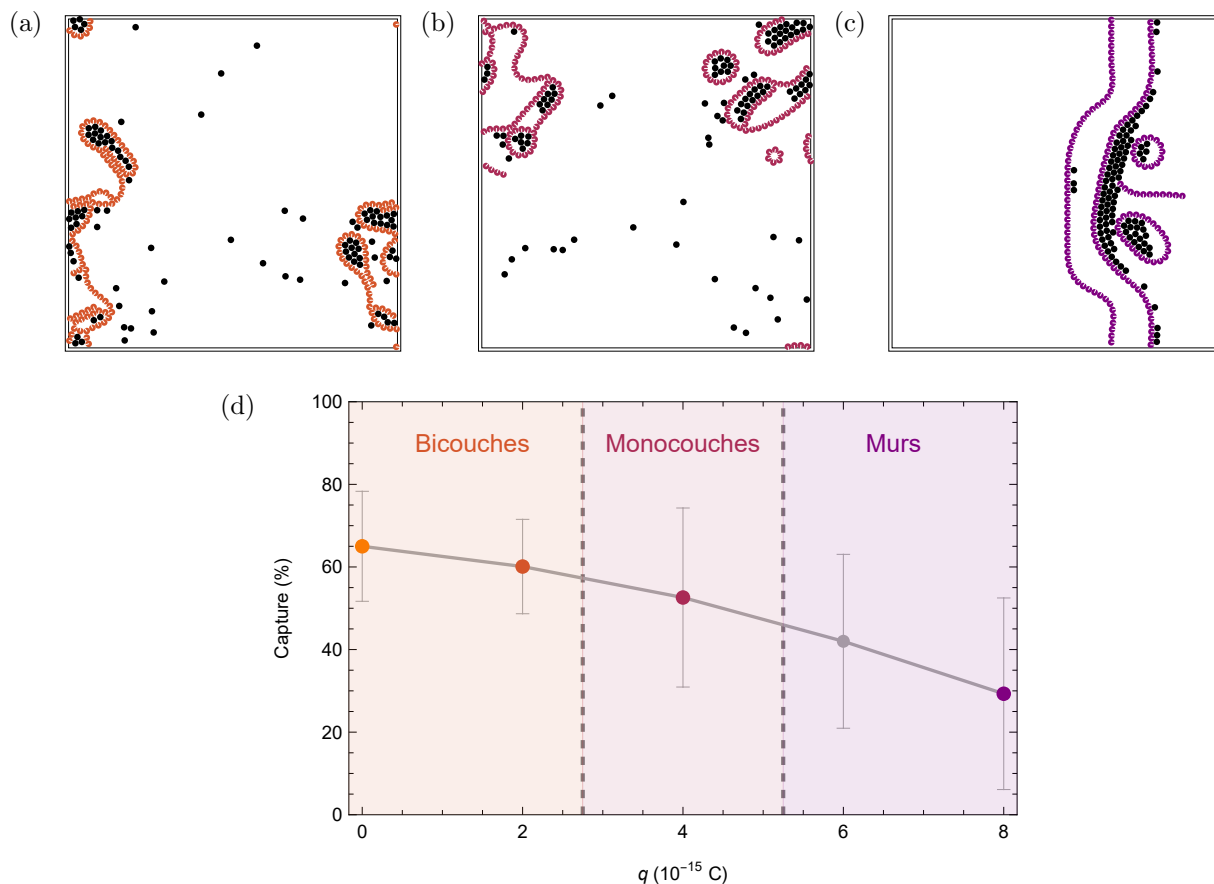 (a)
(b)
(c)
(d)
Bicouches
Monocouches
Murs
Capture (%)
100
80
60
40
20
0
0 2 4 6 8
q (10⁻¹⁵ C)